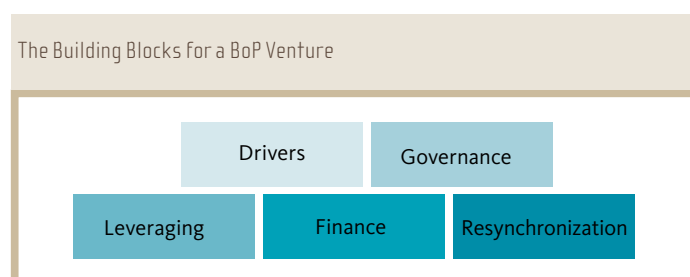 The Building Blocks for a BoP Venture
Drivers
Governance
Leveraging
Finance
Resynchronization